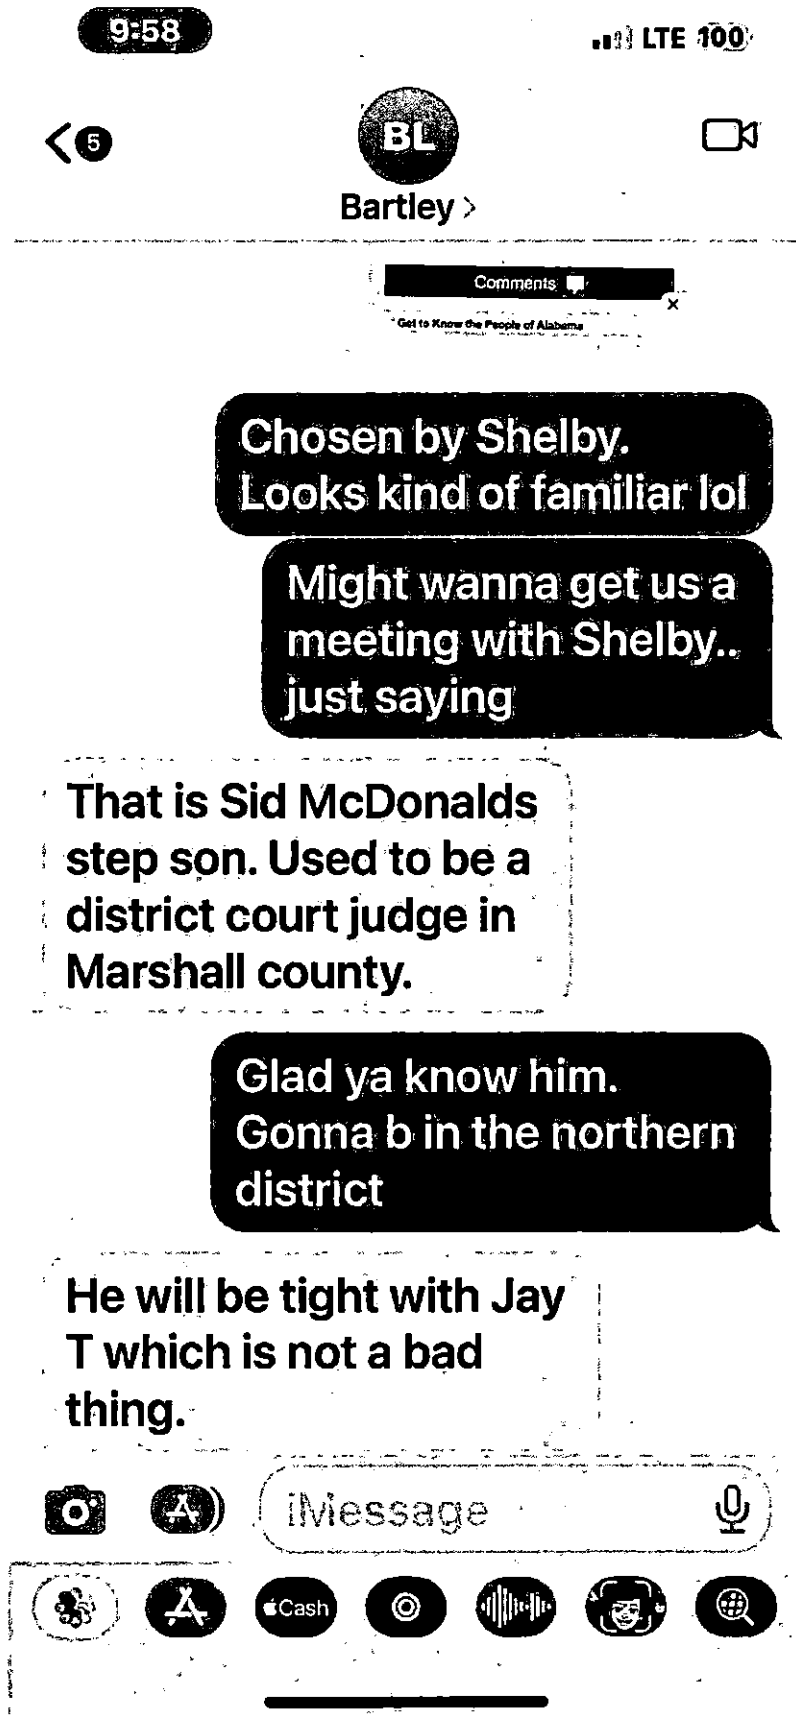 9:58
LTE 100
5
BL
Bartley >
Comments
Get to Know the People of Alabama
Chosen by Shelby.
Looks kind of familiar lol
Might wanna get us a
meeting with Shelby..
just saying
That is Sid McDonalds
step son. Used to be a
district court judge in
Marshall county.
Glad ya know him.
Gonna b in the northern
district
He will be tight with Jay
T which is not a bad
thing.
iMessage
Cash